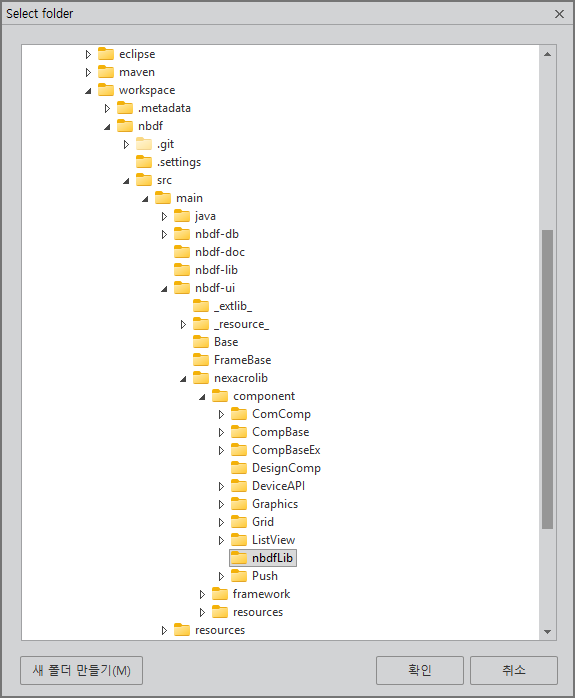 Select folder
eclipse
maven
workspace
.metadata
nbdf
.git
.settings
src
main
java
nbdf-db
nbdf-doc
nbdf-lib
nbdf-ui
_extlib_
_resource_
Base
FrameBase
nexacrolib
component
ComComp
CompBase
CompBaseEx
DesignComp
DeviceAPI
Graphics
Grid
ListView
nbdfLib
Push
framework
resources
resources
새 폴더 만들기(M) 확인 취소